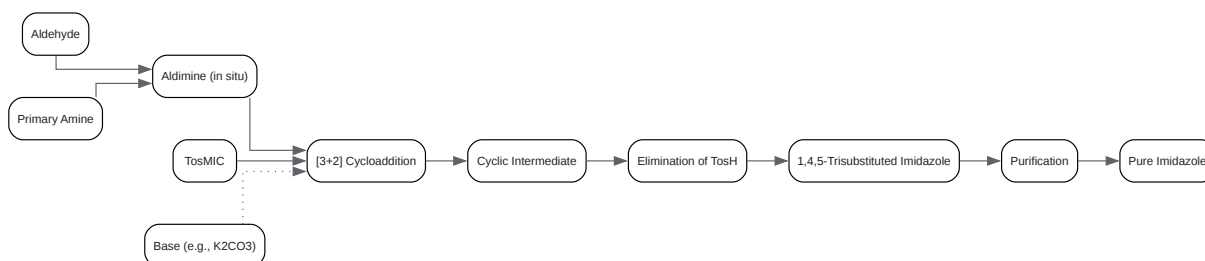 Aldehyde
Primary Amine
Aldimine (in situ)
TosMIC
Base (e.g., K2CO3)
[3+2] Cycloaddition
Cyclic Intermediate
Elimination of TosH
1,4,5-Trisubstituted Imidazole
Purification
Pure Imidazole